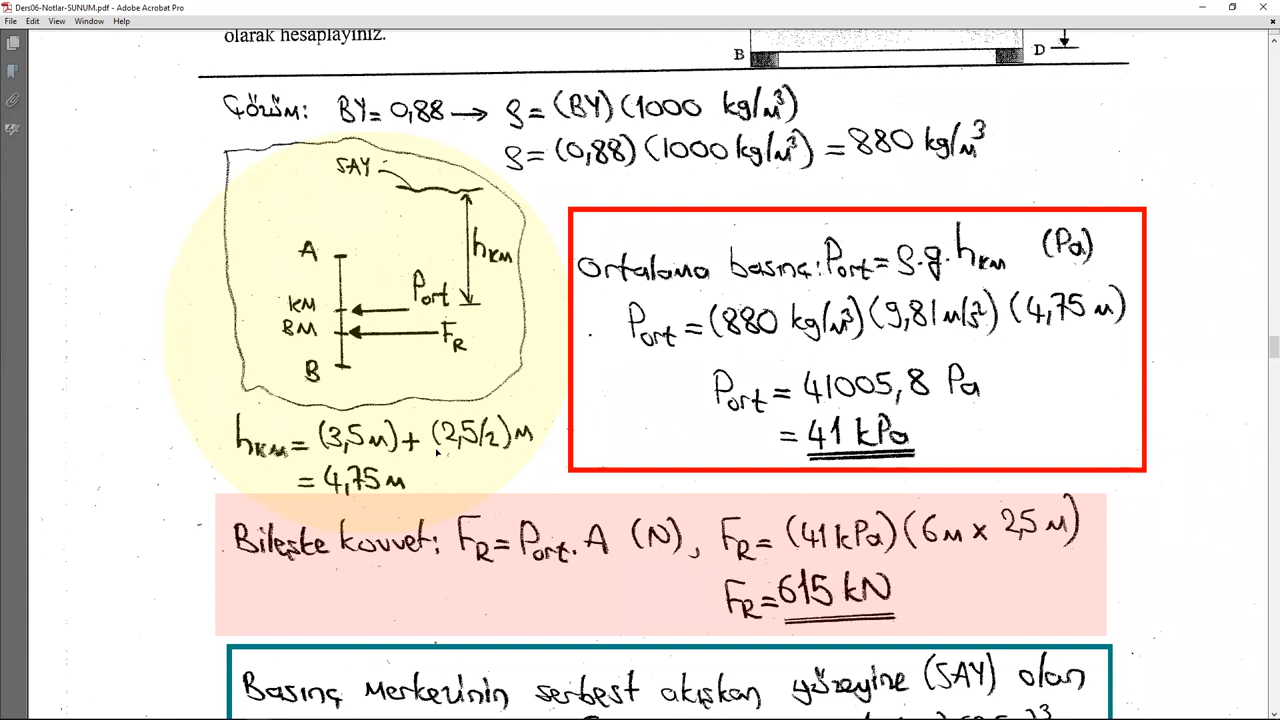 Ders06-Notlar-SUNUM.pdf - Adobe Acrobat Pro
File Edit View Window Help
olarak hesaplayınız.
B
D
Çözüm: BY = 0,88 → ρ = (BY) (1000 kg/m³)
ρ = (0,88) (1000 kg/m³) = 880 kg/m³
SAY
hKM
A
KM
Port
BM
FR
B
hKM = (3,5 m) + (2,5/2) m
= 4,75 m
Ortalama basınç: Port = ρ.g.hKM (Pa)
Port = (880 kg/m³) (9,81 m/s²) (4,75 m)
Port = 41005,8 Pa
= 41 kPa
Bileşke kuvvet: FR = Port.A (N), FR = (41 kPa) (6 m x 2,5 m)
FR = 615 kN
Basınç Merkezinin serbest akışkan yüzeyine (SAY) olan